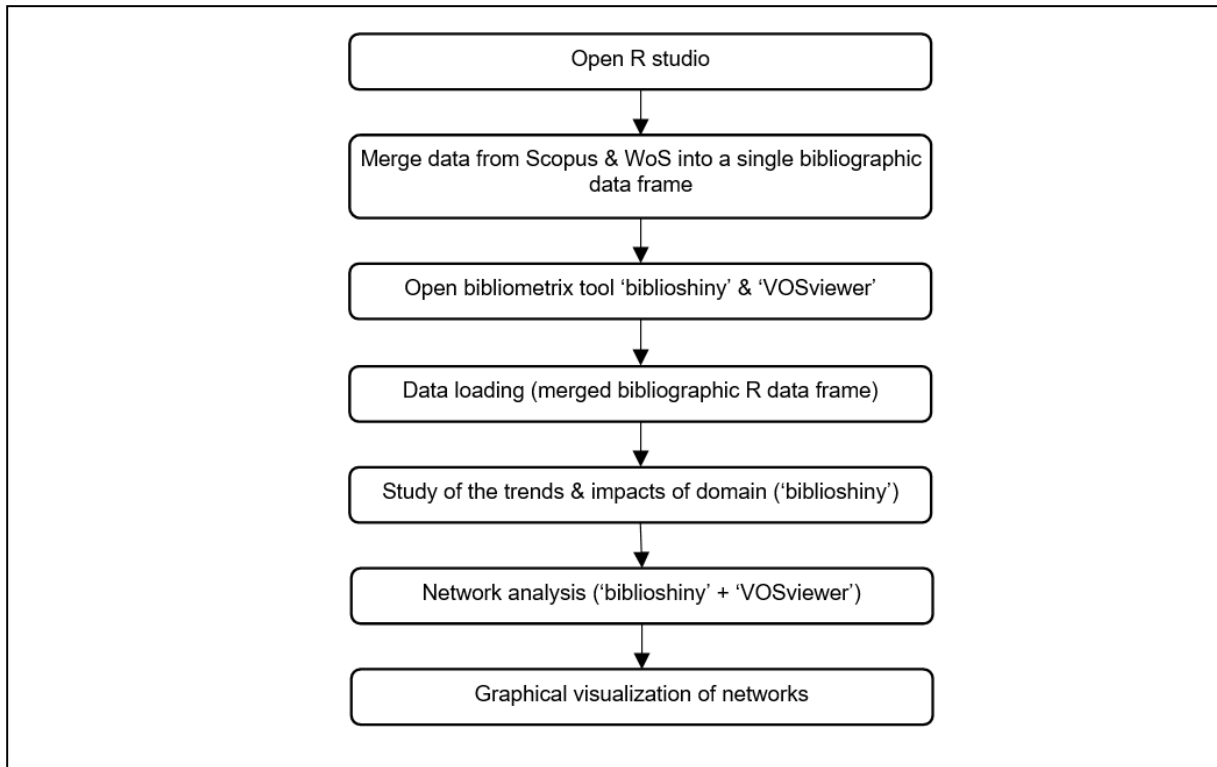 Open R studio
Merge data from Scopus & WoS into a single bibliographic
data frame
Open bibliometrix tool ‘biblioshiny’ & ‘VOSviewer’
Data loading (merged bibliographic R data frame)
Study of the trends & impacts of domain (‘biblioshiny’)
Network analysis (‘biblioshiny’ + ‘VOSviewer’)
Graphical visualization of networks